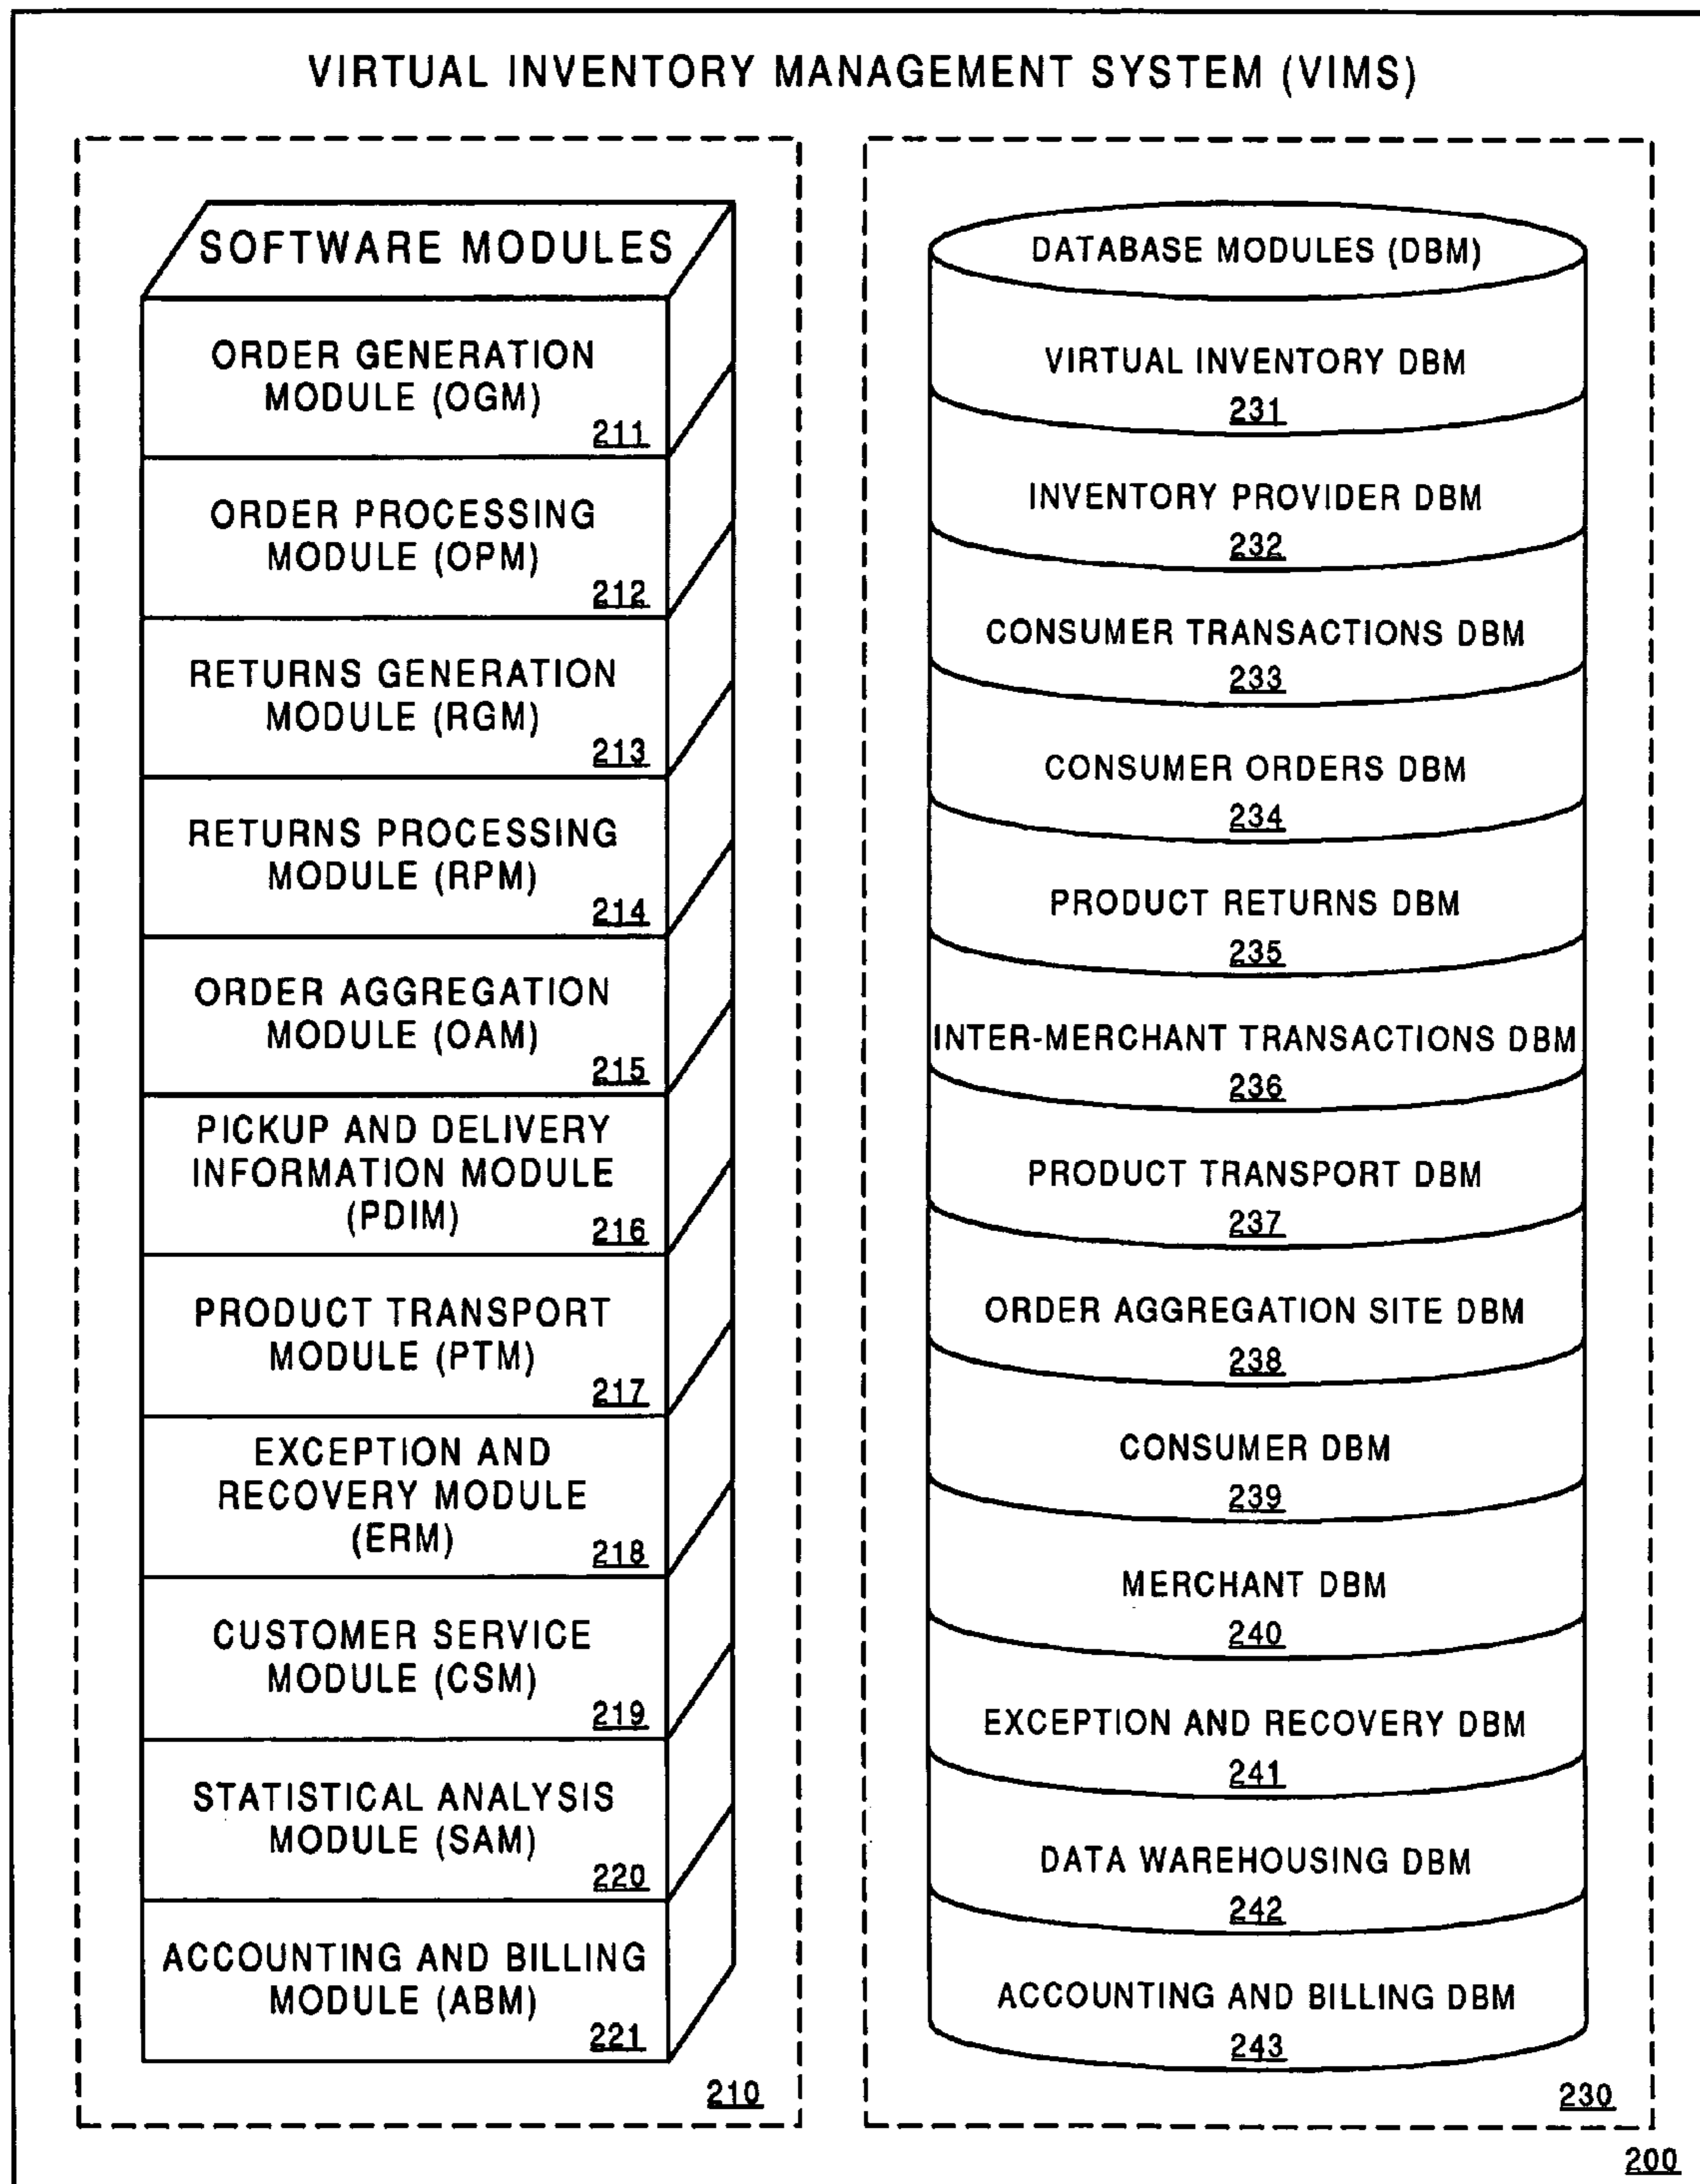 VIRTUAL INVENTORY MANAGEMENT SYSTEM (VIMS)
SOFTWARE MODULES
ORDER GENERATION
MODULE (OGM)
211
ORDER PROCESSING
MODULE (OPM)
212
RETURNS GENERATION
MODULE (RGM)
213
RETURNS PROCESSING
MODULE (RPM)
214
ORDER AGGREGATION
MODULE (OAM)
215
PICKUP AND DELIVERY
INFORMATION MODULE
(PDIM)
216
PRODUCT TRANSPORT
MODULE (PTM)
217
EXCEPTION AND
RECOVERY MODULE
(ERM)
218
CUSTOMER SERVICE
MODULE (CSM)
219
STATISTICAL ANALYSIS
MODULE (SAM)
220
ACCOUNTING AND BILLING
MODULE (ABM)
221
210
DATABASE MODULES (DBM)
VIRTUAL INVENTORY DBM
231
INVENTORY PROVIDER DBM
232
CONSUMER TRANSACTIONS DBM
233
CONSUMER ORDERS DBM
234
PRODUCT RETURNS DBM
235
INTER-MERCHANT TRANSACTIONS DBM
236
PRODUCT TRANSPORT DBM
237
ORDER AGGREGATION SITE DBM
238
CONSUMER DBM
239
MERCHANT DBM
240
EXCEPTION AND RECOVERY DBM
241
DATA WAREHOUSING DBM
242
ACCOUNTING AND BILLING DBM
243
230
200